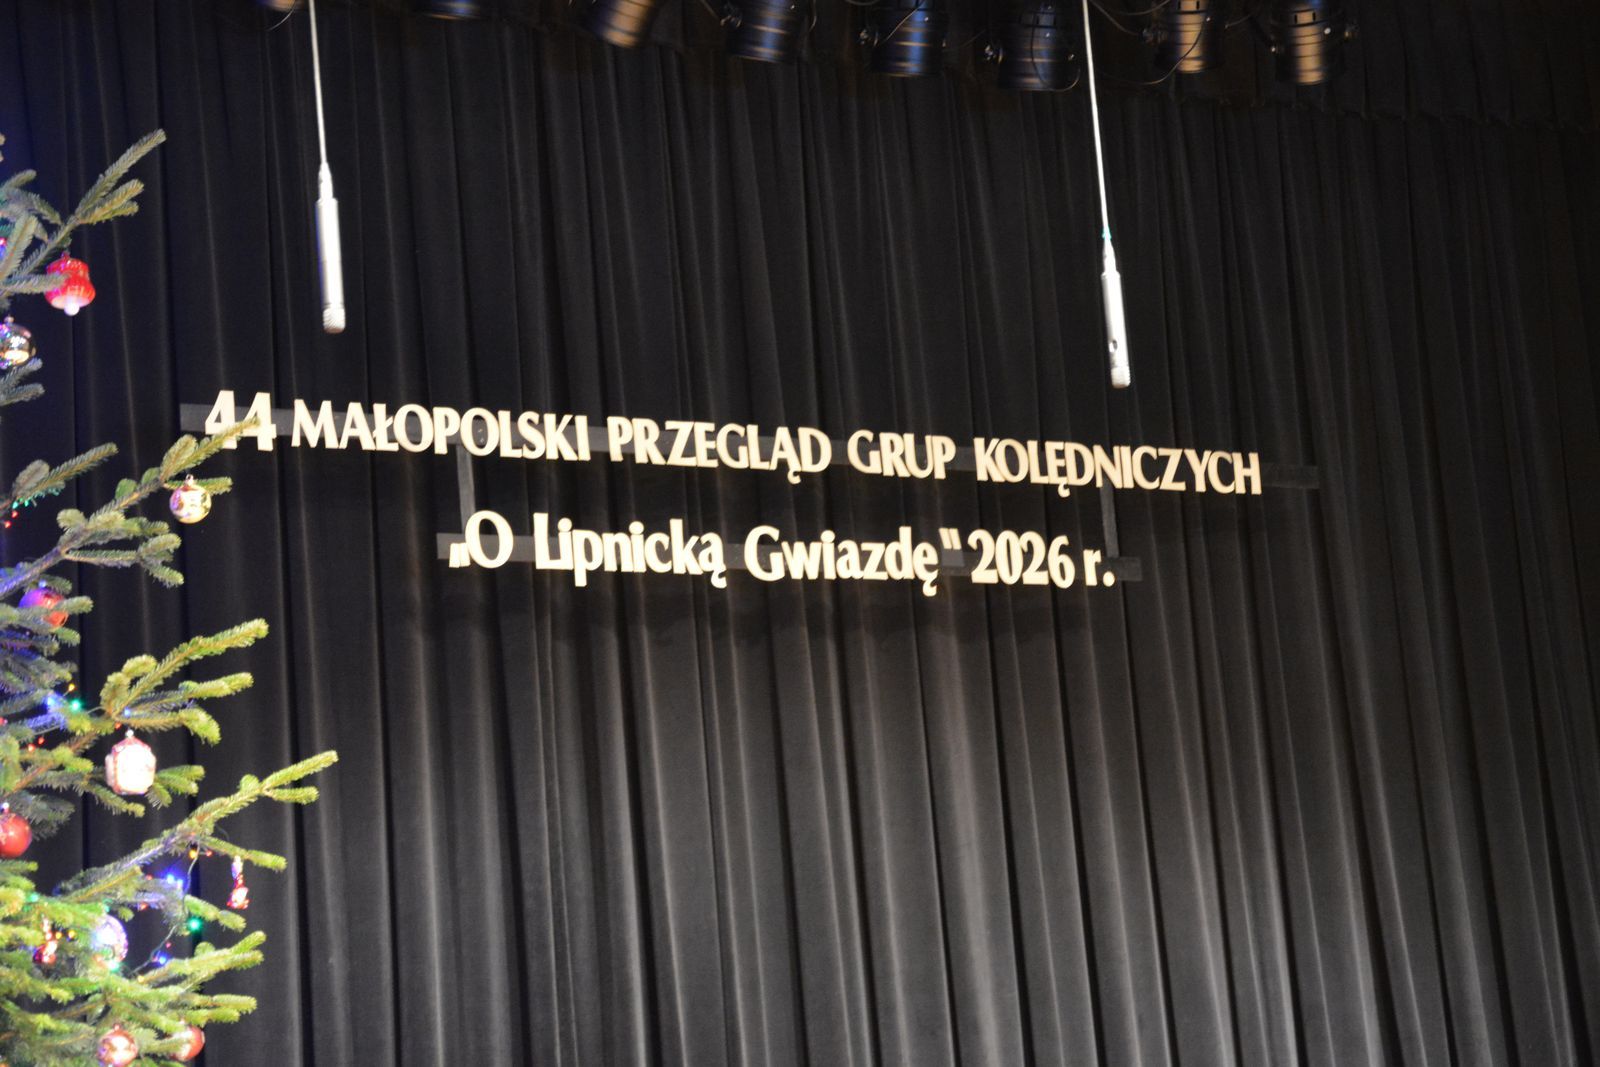 44 MAŁOPOLSKI PRZEGLĄD GRUP KOLĘDNICZYCH
„O Lipnicką Gwiazdę" 2026 r.